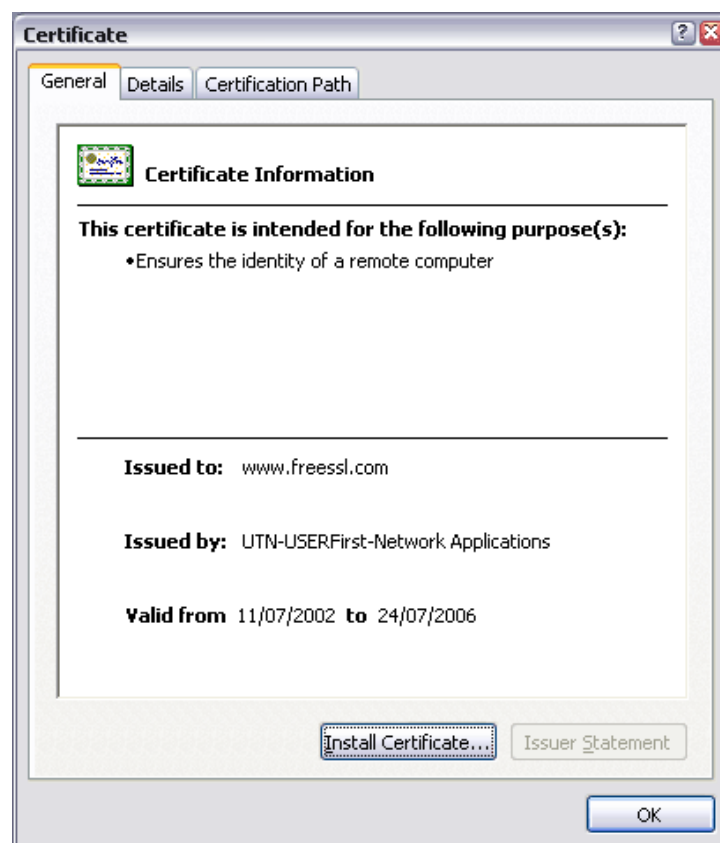 Certificate
General Details Certification Path
Certificate Information
This certificate is intended for the following purpose(s):
•Ensures the identity of a remote computer
Issued to: www.freessl.com
Issued by: UTN-USERFirst-Network Applications
Valid from 11/07/2002 to 24/07/2006
Install Certificate... Issuer Statement
OK